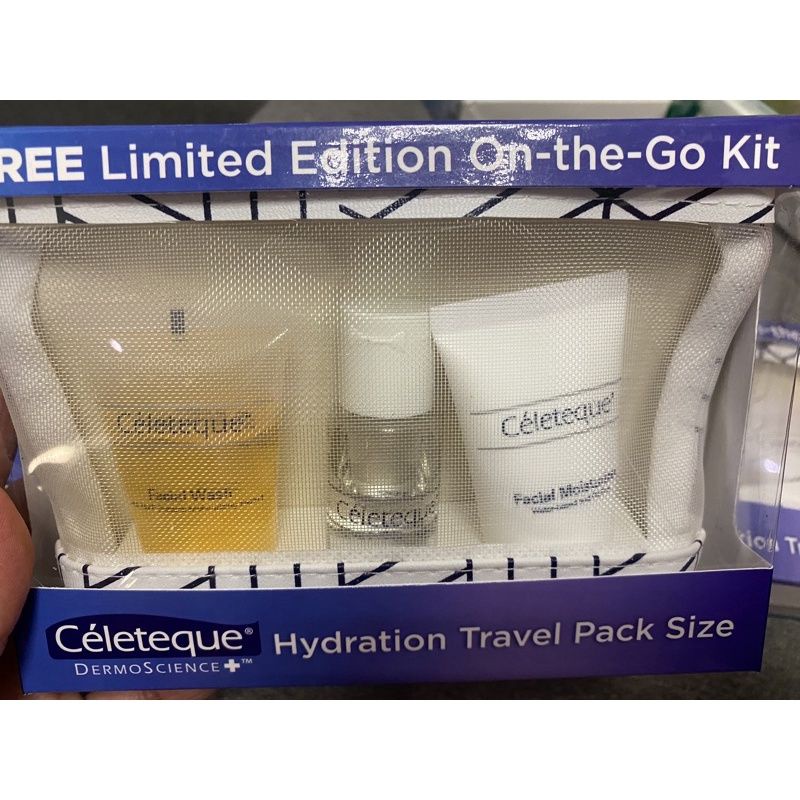 REE Limited Edition On-the-Go Kit
Céleteque®
Facial Wash
Céleteque
Céleteque®
Facial Moisturizer
Céleteque®
DERMOSCIENCE+™
Hydration Travel Pack Size